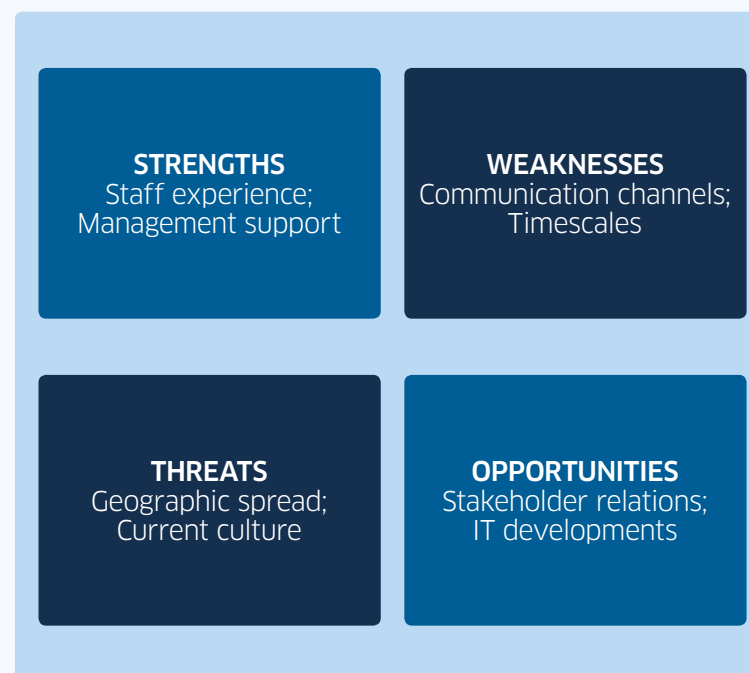 STRENGTHS
Staff experience;
Management support
WEAKNESSES
Communication channels;
Timescales
THREATS
Geographic spread;
Current culture
OPPORTUNITIES
Stakeholder relations;
IT developments